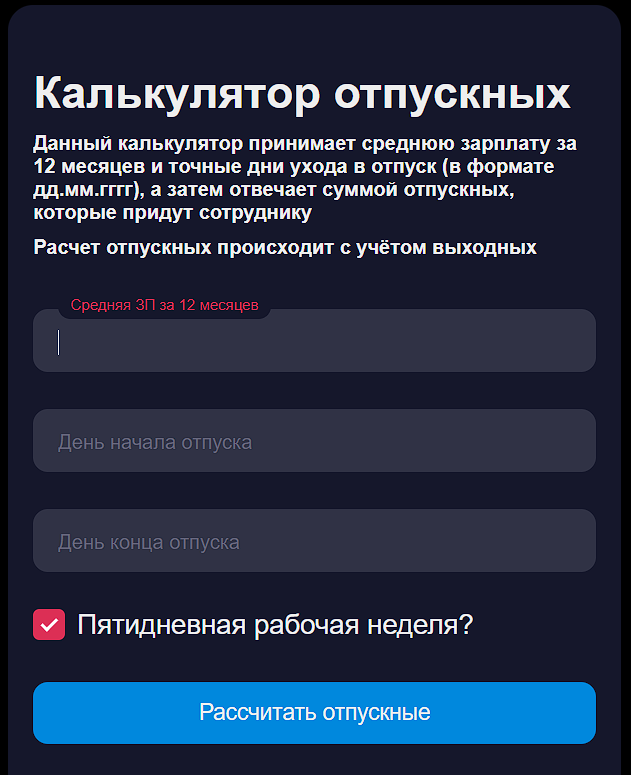 Калькулятор отпускных
Данный калькулятор принимает среднюю зарплату за
12 месяцев и точные дни ухода в отпуск (в формате
дд.мм.гггг), а затем отвечает суммой отпускных,
которые придут сотруднику
Расчет отпускных происходит с учётом выходных
Средняя ЗП за 12 месяцев
День начала отпуска
День конца отпуска
Пятидневная рабочая неделя?
Рассчитать отпускные